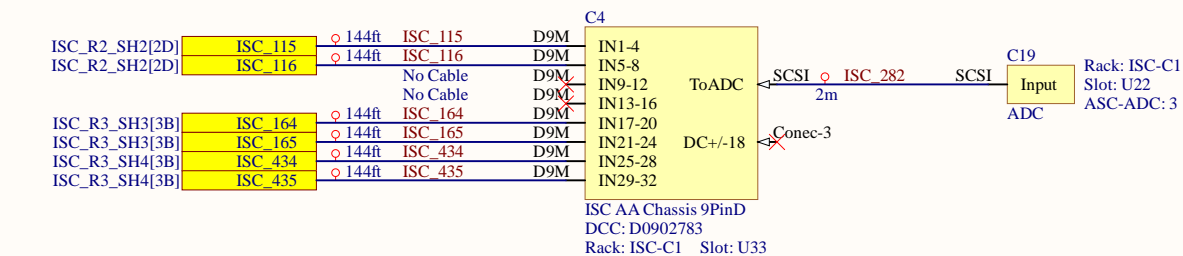 C4
ISC_R2_SH2[2D] ISC_115 144ft ISC_115 D9M IN1-4
ISC_R2_SH2[2D] ISC_116 144ft ISC_116 D9M IN5-8
No Cable D9M IN9-12
No Cable D9M IN13-16
ISC_R3_SH3[3B] ISC_164 144ft ISC_164 D9M IN17-20
ISC_R3_SH3[3B] ISC_165 144ft ISC_165 D9M IN21-24
ISC_R3_SH4[3B] ISC_434 144ft ISC_434 D9M IN25-28
ISC_R3_SH4[3B] ISC_435 144ft ISC_435 D9M IN29-32
ToADC SCSI ISC_282 SCSI
2m
DC+/-18 Conec-3
ISC AA Chassis 9PinD
DCC: D0902783
Rack: ISC-C1 Slot: U33
C19
Input
ADC
Rack: ISC-C1
Slot: U22
ASC-ADC: 3